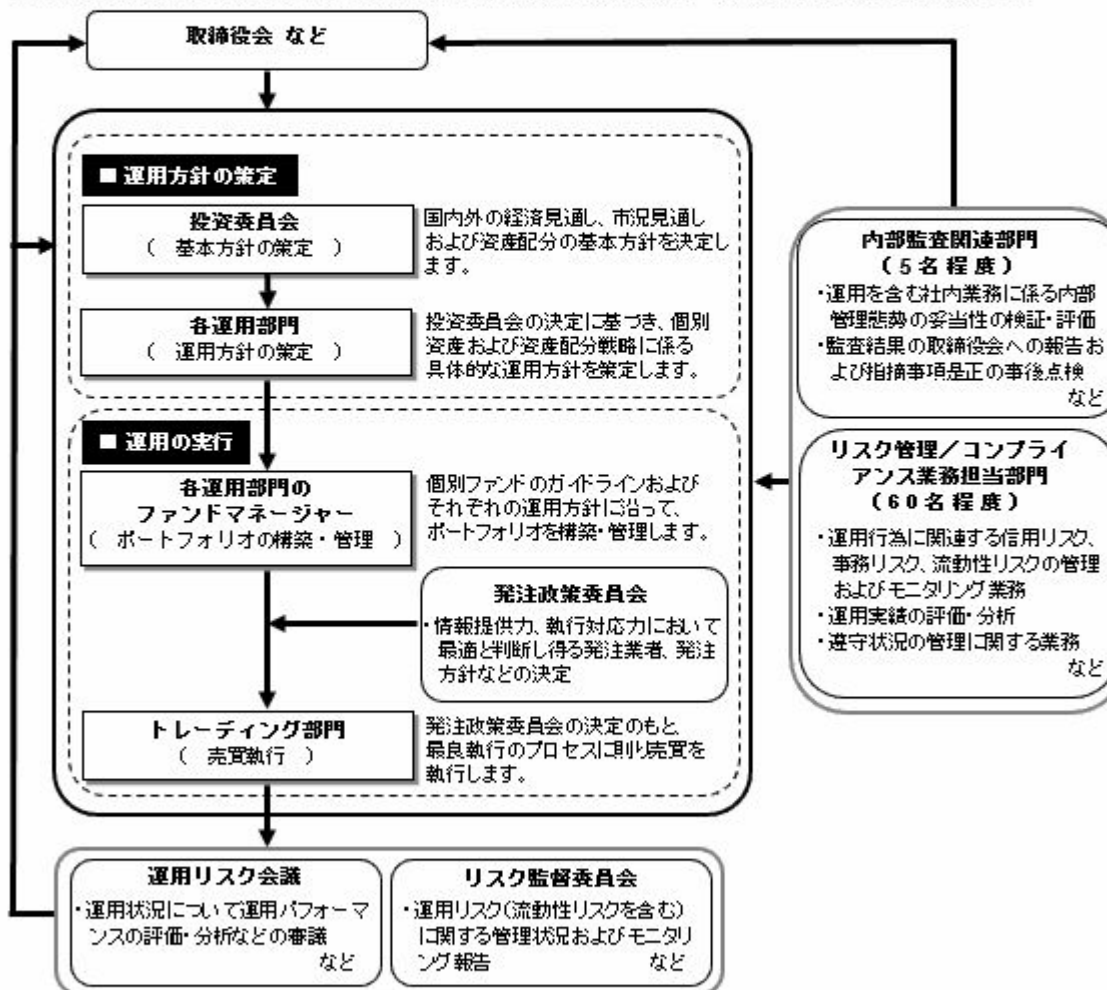 取締役会 など
■ 運用方針の策定
投資委員会
（ 基本方針の策定 ）
国内外の経済見通し、市況見通し
および資産配分の基本方針を決定し
ます。
各運用部門
（ 運用方針の策定 ）
投資委員会の決定に基づき、個別
資産および資産配分戦略に係る
具体的な運用方針を策定します。
■ 運用の実行
各運用部門の
ファンドマネージャー
（ ポートフォリオの構築・管理 ）
個別ファンドのガイドラインおよび
それぞれの運用方針に沿って、
ポートフォリオを構築・管理します。
発注政策委員会
・情報提供力、執行対応力において
最適と判断し得る発注業者、発注
方針などの決定
トレーディング部門
（ 売買執行 ）
発注政策委員会の決定のもと、
最良執行のプロセスに則り売買を
執行します。
内部監査関連部門
（５名程度）
・運用を含む社内業務に係る内部
管理態勢の妥当性の検証・評価
・監査結果の取締役会への報告お
よび指摘事項是正の事後点検
など
リスク管理／コンプライ
アンス業務担当部門
（６０名程度）
・運用行為に関連する信用リスク、
事務リスク、流動性リスクの管理
およびモニタリング業務
・運用実績の評価・分析
・遵守状況の管理に関する業務
など
運用リスク会議
・運用状況について運用パフォーマ
ンスの評価・分析などの審議
など
リスク監督委員会
・運用リスク(流動性リスクを含む)
に関する管理状況およびモニタリ
ング報告 など